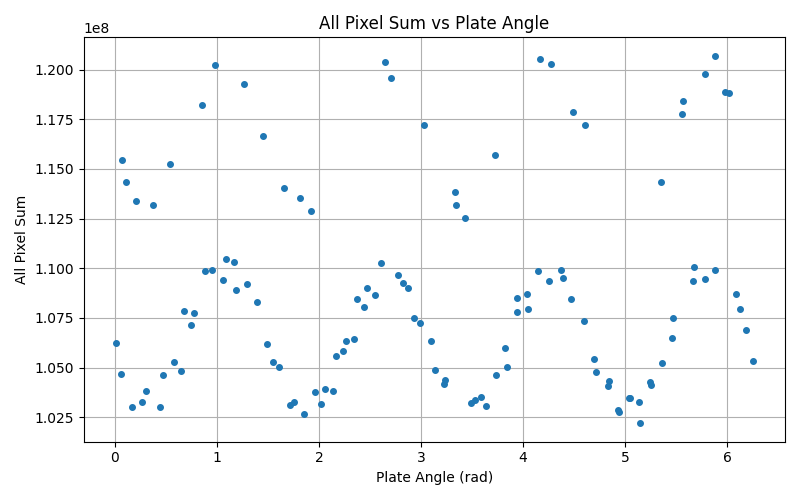 All Pixel Sum vs Plate Angle
1e8
1.200
1.175
1.150
1.125
1.100
1.075
1.050
1.025
All Pixel Sum
0 1 2 3 4 5 6
Plate Angle (rad)